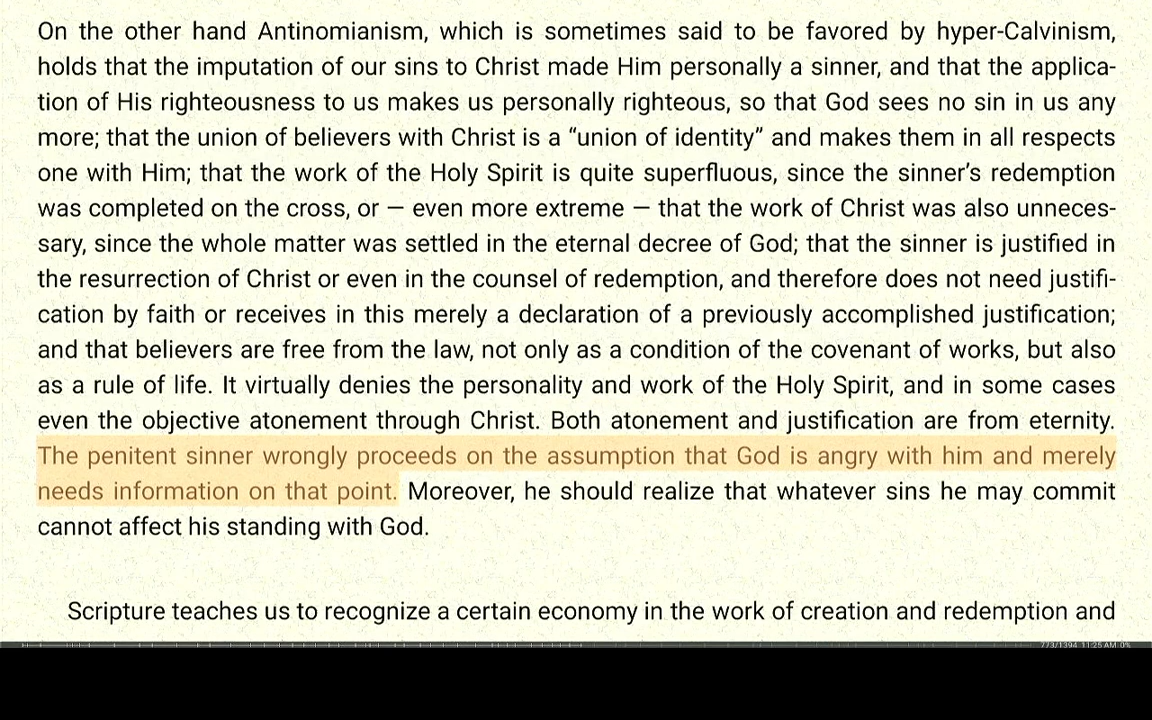 On the other hand Antinomianism, which is sometimes said to be favored by hyper-Calvinism,
holds that the imputation of our sins to Christ made Him personally a sinner, and that the applica-
tion of His righteousness to us makes us personally righteous, so that God sees no sin in us any
more; that the union of believers with Christ is a “union of identity” and makes them in all respects
one with Him; that the work of the Holy Spirit is quite superfluous, since the sinner’s redemption
was completed on the cross, or — even more extreme — that the work of Christ was also unneces-
sary, since the whole matter was settled in the eternal decree of God; that the sinner is justified in
the resurrection of Christ or even in the counsel of redemption, and therefore does not need justifi-
cation by faith or receives in this merely a declaration of a previously accomplished justification;
and that believers are free from the law, not only as a condition of the covenant of works, but also
as a rule of life. It virtually denies the personality and work of the Holy Spirit, and in some cases
even the objective atonement through Christ. Both atonement and justification are from eternity.
The penitent sinner wrongly proceeds on the assumption that God is angry with him and merely
needs information on that point. Moreover, he should realize that whatever sins he may commit
cannot affect his standing with God.
Scripture teaches us to recognize a certain economy in the work of creation and redemption and
773/1394 11:25 AM 0%